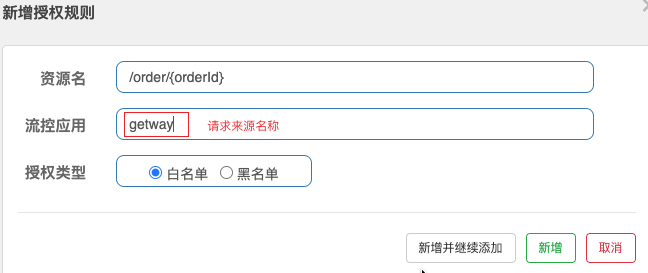 新增授权规则
资源名 /order/{orderId}
流控应用 getway 请求来源名称
授权类型 白名单 黑名单
新增并继续添加 新增 取消